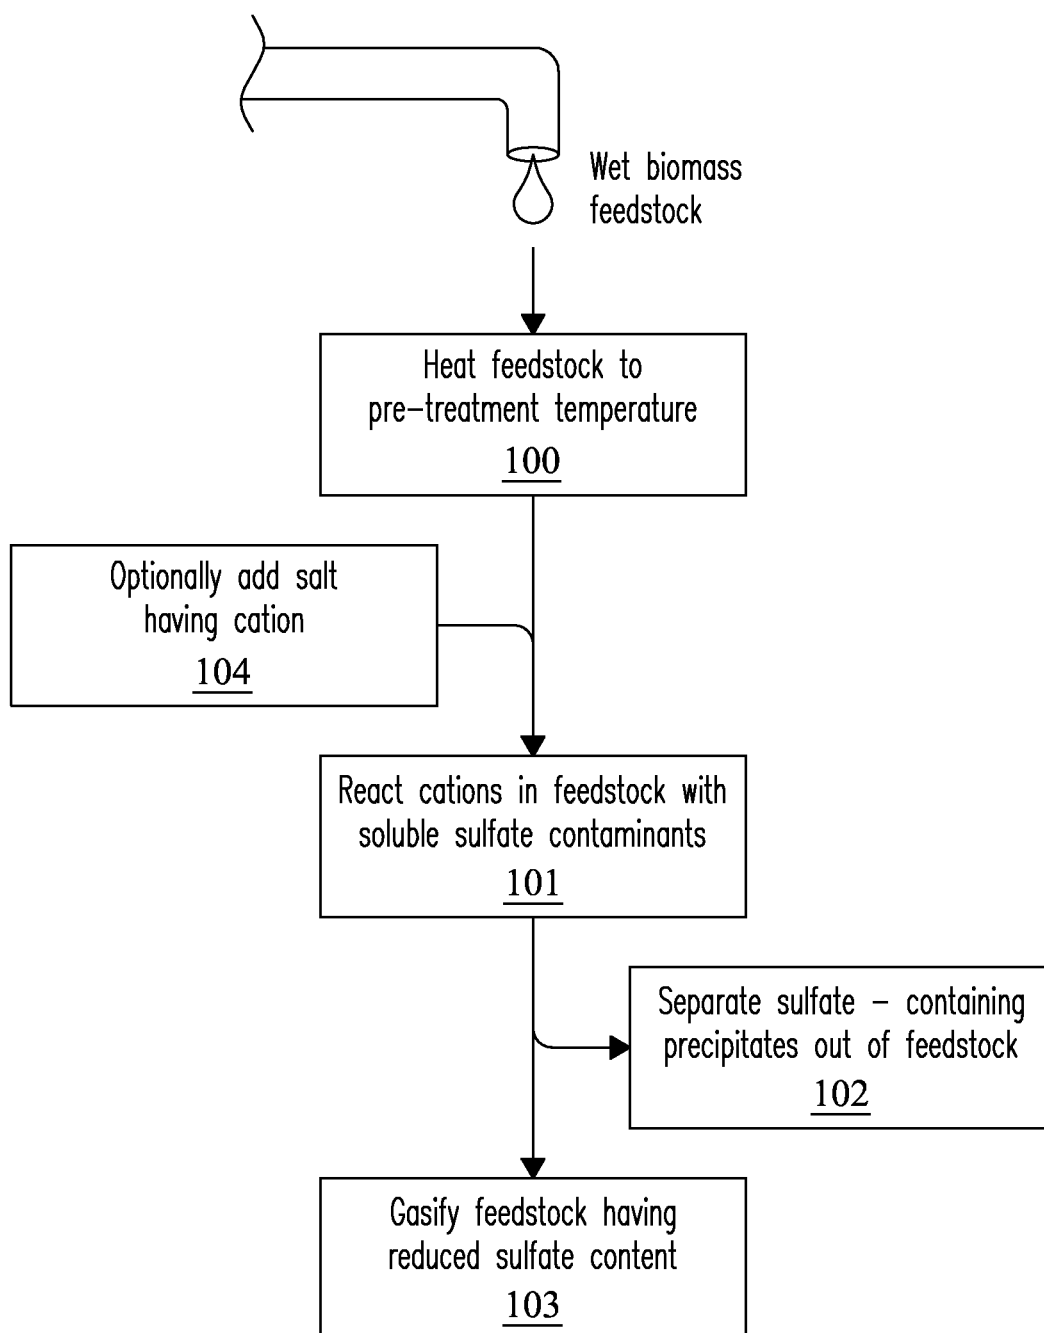 Wet biomass
feedstock
Heat feedstock to
pre-treatment temperature
100
Optionally add salt
having cation
104
React cations in feedstock with
soluble sulfate contaminants
101
Separate sulfate – containing
precipitates out of feedstock
102
Gasify feedstock having
reduced sulfate content
103